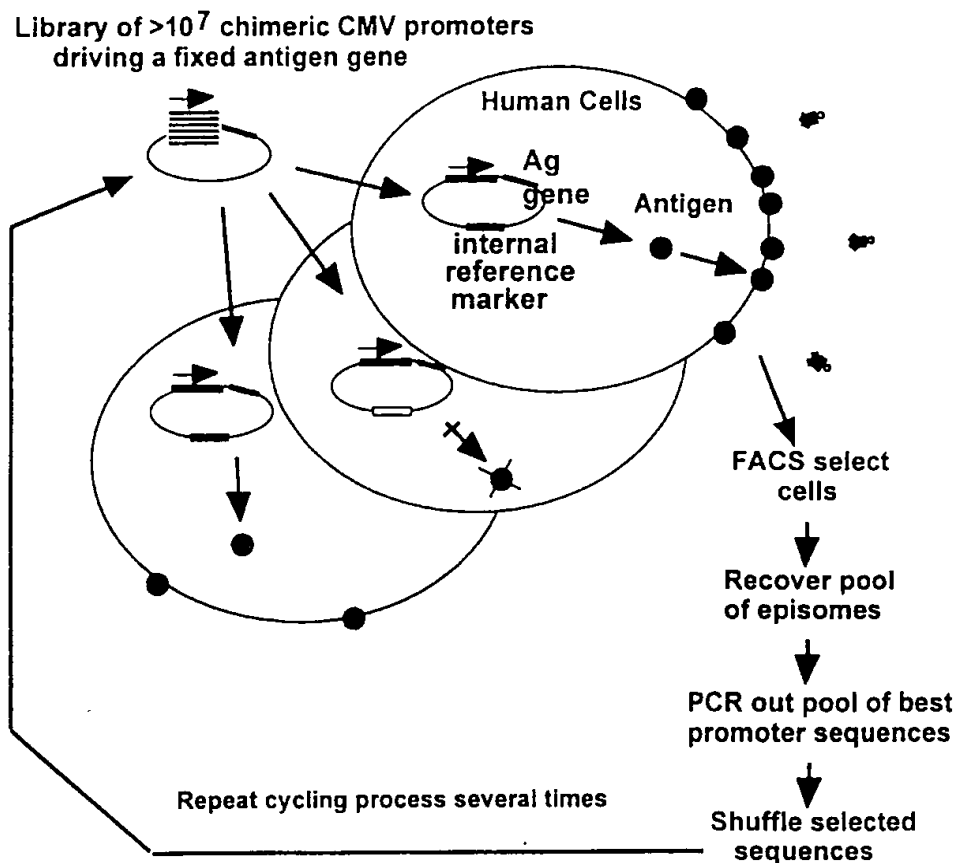 Library of >10⁷ chimeric CMV promoters
driving a fixed antigen gene
Human Cells
Ag
gene
Antigen
internal
reference
marker
FACS select
cells
Recover pool
of episomes
PCR out pool of best
promoter sequences
Shuffle selected
sequences
Repeat cycling process several times